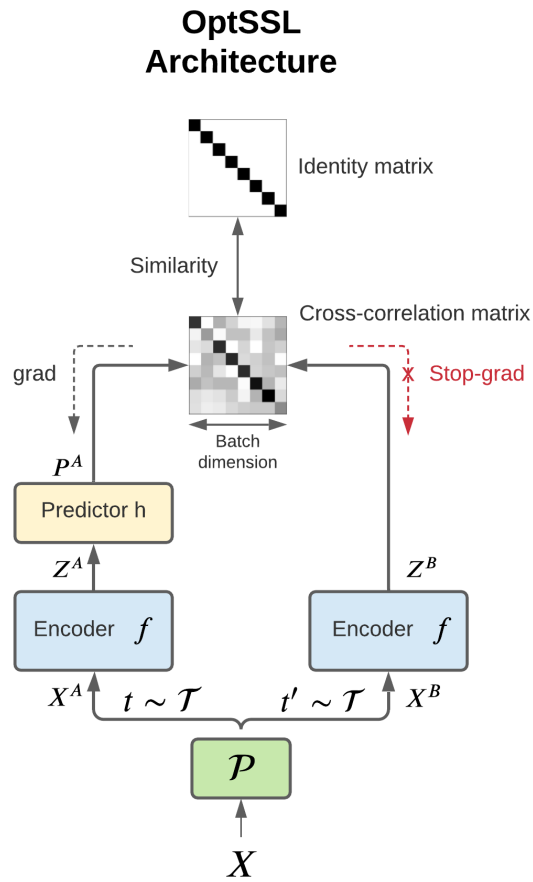 OptSSL
Architecture
Identity matrix
Similarity
Cross-correlation matrix
grad
x Stop-grad
Batch
dimension
P^A
Predictor h
Z^A
Z^B
Encoder f
Encoder f
X^A
t ~ 𝒯
t' ~ 𝒯
X^B
𝒫
X